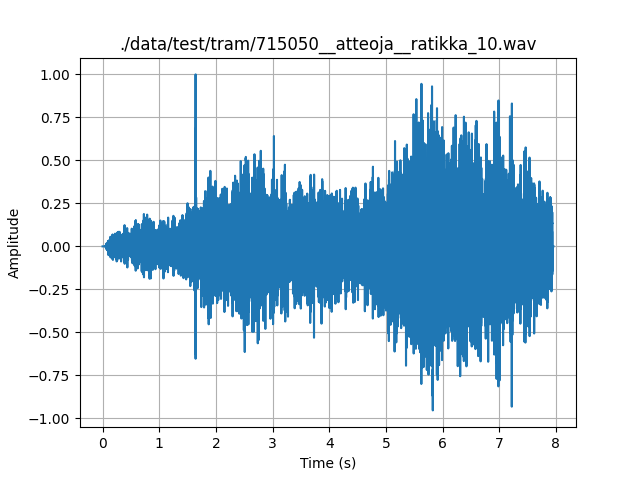 ./data/test/tram/715050__atteoja__ratikka_10.wav
1.00
0.75
0.50
0.25
0.00
−0.25
−0.50
−0.75
−1.00
Amplitude
0 1 2 3 4 5 6 7 8
Time (s)